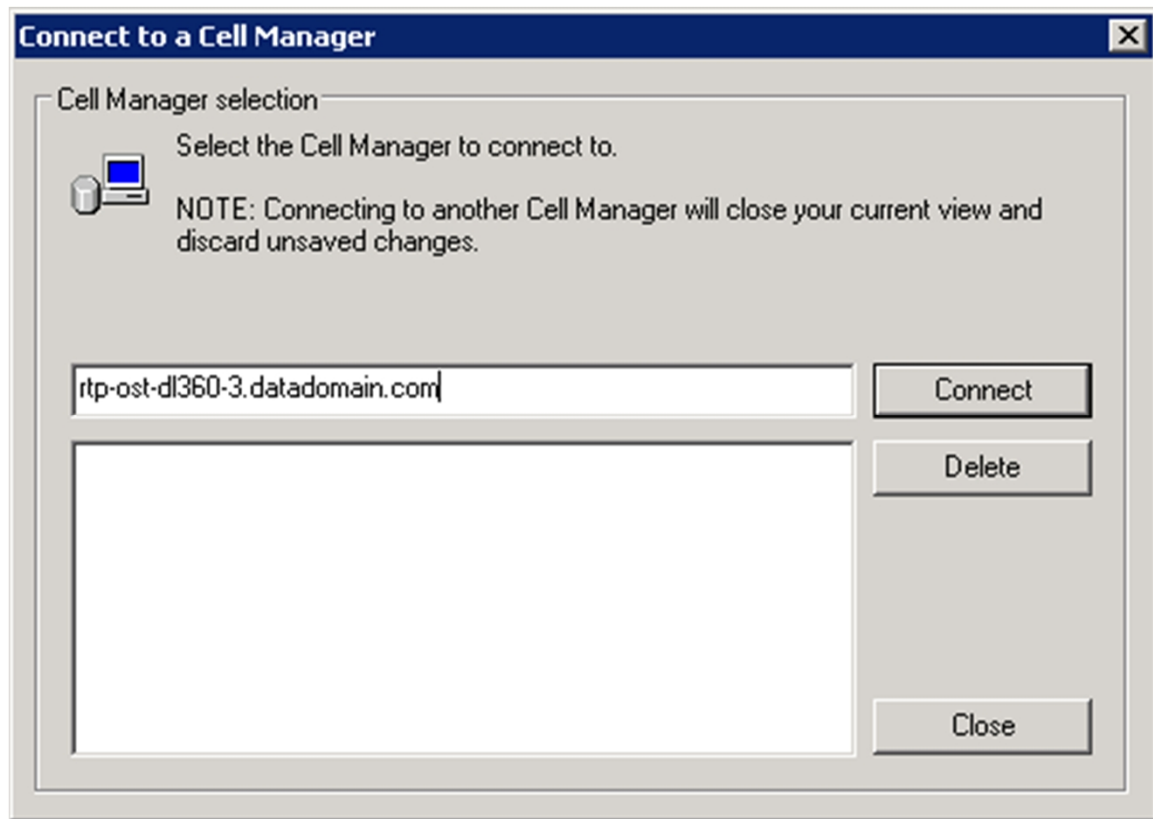 Connect to a Cell Manager
Cell Manager selection
Select the Cell Manager to connect to.
NOTE: Connecting to another Cell Manager will close your current view and
discard unsaved changes.
rtp-ost-dl360-3.datadomain.com
Connect
Delete
Close